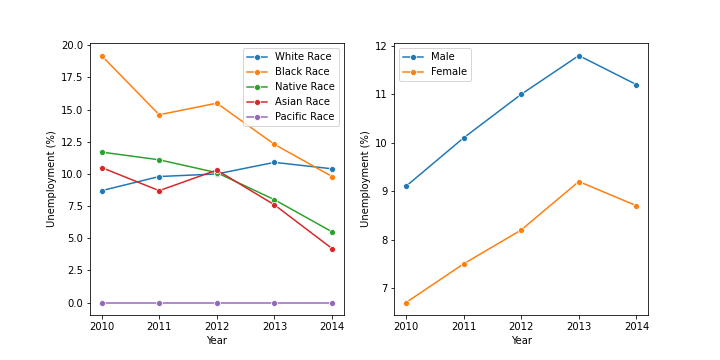 20.0
17.5
15.0
12.5
10.0
7.5
5.0
2.5
0.0
Unemployment (%)
2010 2011 2012 2013 2014
Year
White Race
Black Race
Native Race
Asian Race
Pacific Race
12
11
10
9
8
7
Unemployment (%)
2010 2011 2012 2013 2014
Year
Male
Female